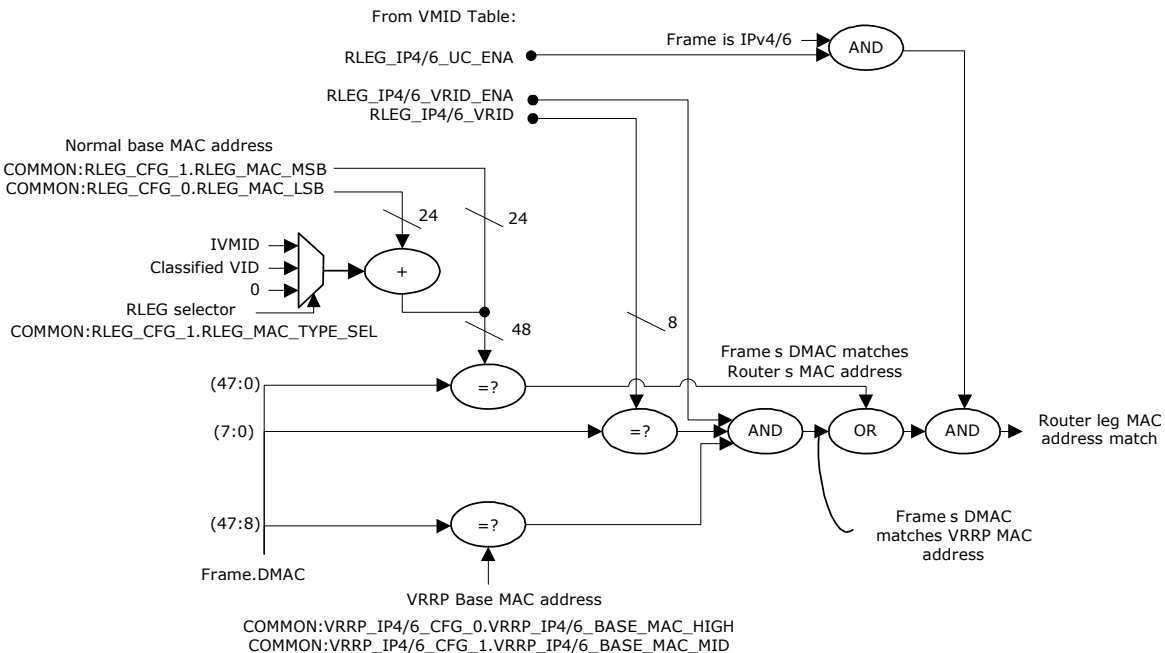 From VMID Table:
Frame is IPv4/6
AND
RLEG_IP4/6_UC_ENA
RLEG_IP4/6_VRID_ENA
RLEG_IP4/6_VRID
Normal base MAC address
COMMON:RLEG_CFG_1.RLEG_MAC_MSB
COMMON:RLEG_CFG_0.RLEG_MAC_LSB
24
24
IVMID
Classified VID
0
+
RLEG selector
COMMON:RLEG_CFG_1.RLEG_MAC_TYPE_SEL
48
8
Frame s DMAC matches
Router s MAC address
(47:0)
=?
(7:0)
=?
AND
OR
AND
Router leg MAC
address match
(47:8)
=?
Frame s DMAC
matches VRRP MAC
address
Frame.DMAC
VRRP Base MAC address
COMMON:VRRP_IP4/6_CFG_0.VRRP_IP4/6_BASE_MAC_HIGH
COMMON:VRRP_IP4/6_CFG_1.VRRP_IP4/6_BASE_MAC_MID